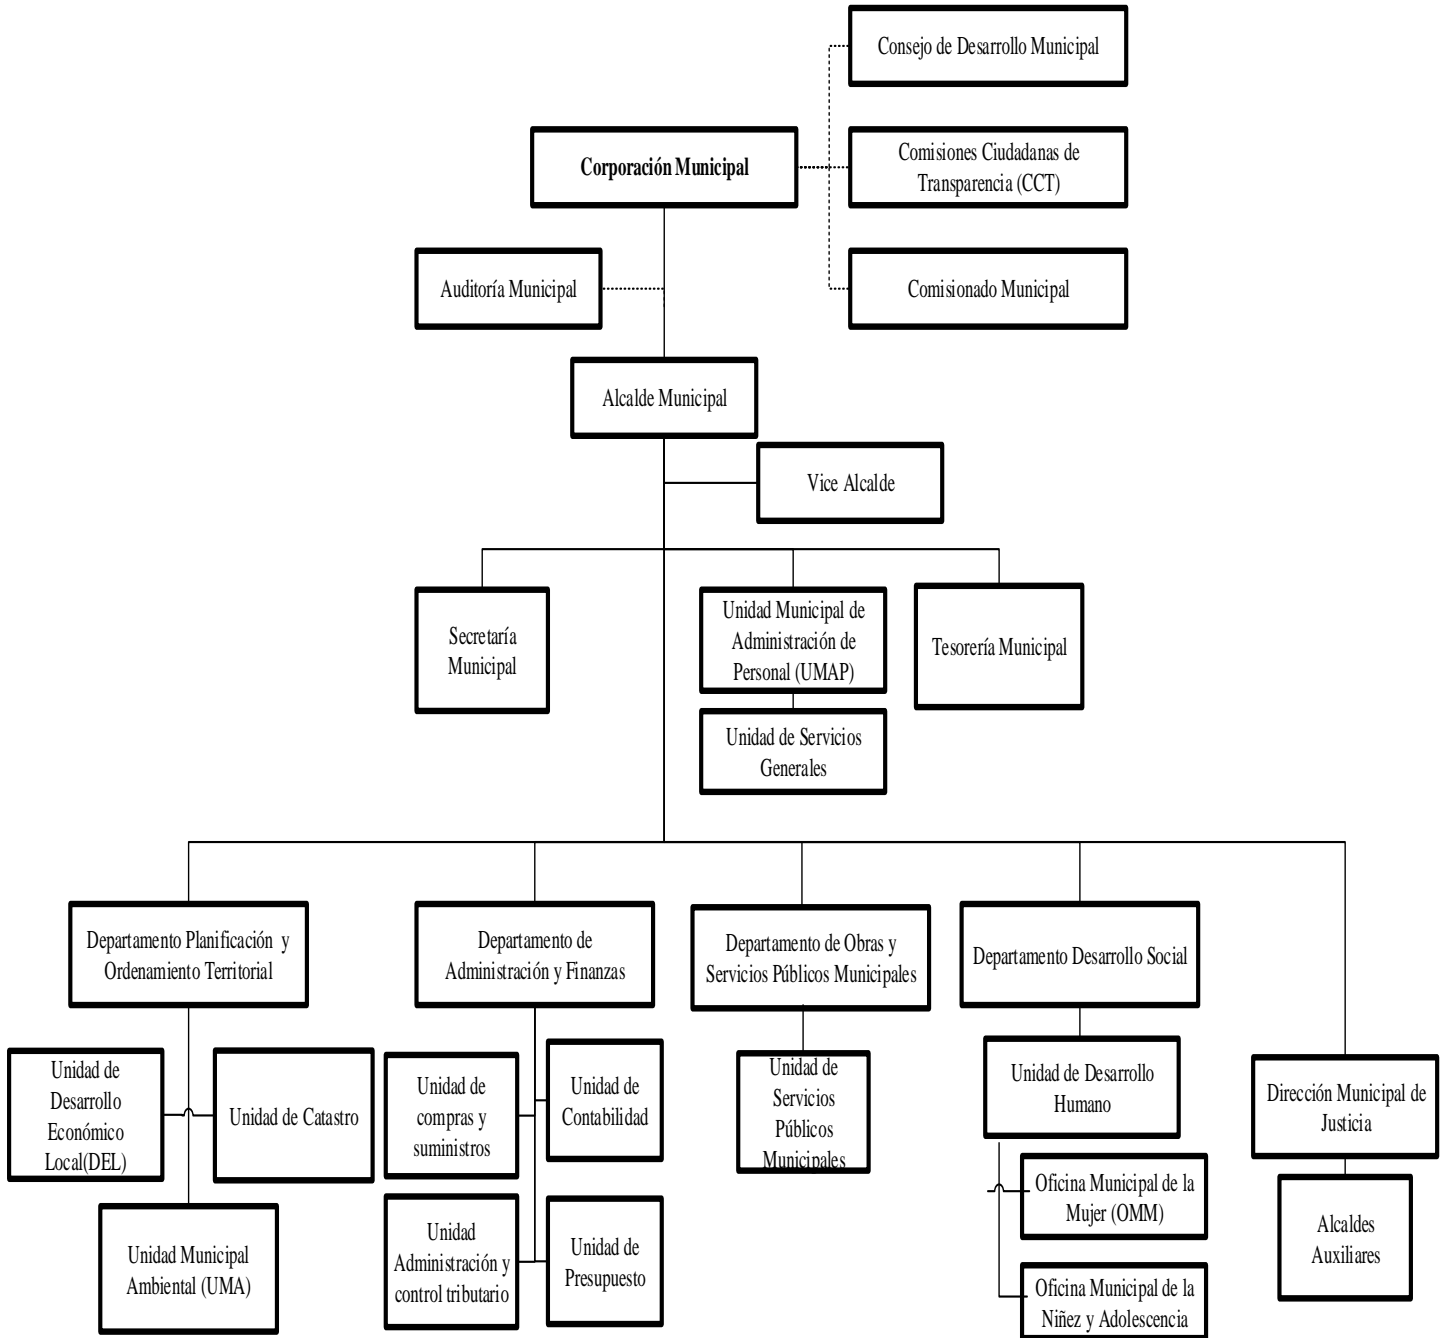 Consejo de Desarrollo Municipal
Corporación Municipal
Comisiones Ciudadanas de
Transparencia (CCT)
Auditoría Municipal
Comisionado Municipal
Alcalde Municipal
Vice Alcalde
Secretaría
Municipal
Unidad Municipal de
Administración de
Personal (UMAP)
Tesorería Municipal
Unidad de Servicios
Generales
Departamento Planificación y
Ordenamiento Territorial
Departamento de
Administración y Finanzas
Departamento de Obras y
Servicios Públicos Municipales
Departamento Desarrollo Social
Unidad de
Desarrollo
Económico
Local(DEL)
Unidad de Catastro
Unidad de
compras y
suministros
Unidad de
Contabilidad
Unidad de
Servicios
Públicos
Municipales
Unidad de Desarrollo
Humano
Dirección Municipal de
Justicia
Unidad Municipal
Ambiental (UMA)
Unidad
Administración y
control tributario
Unidad de
Presupuesto
Oficina Municipal de la
Mujer (OMM)
Alcaldes
Auxiliares
Oficina Municipal de la
Niñez y Adolescencia